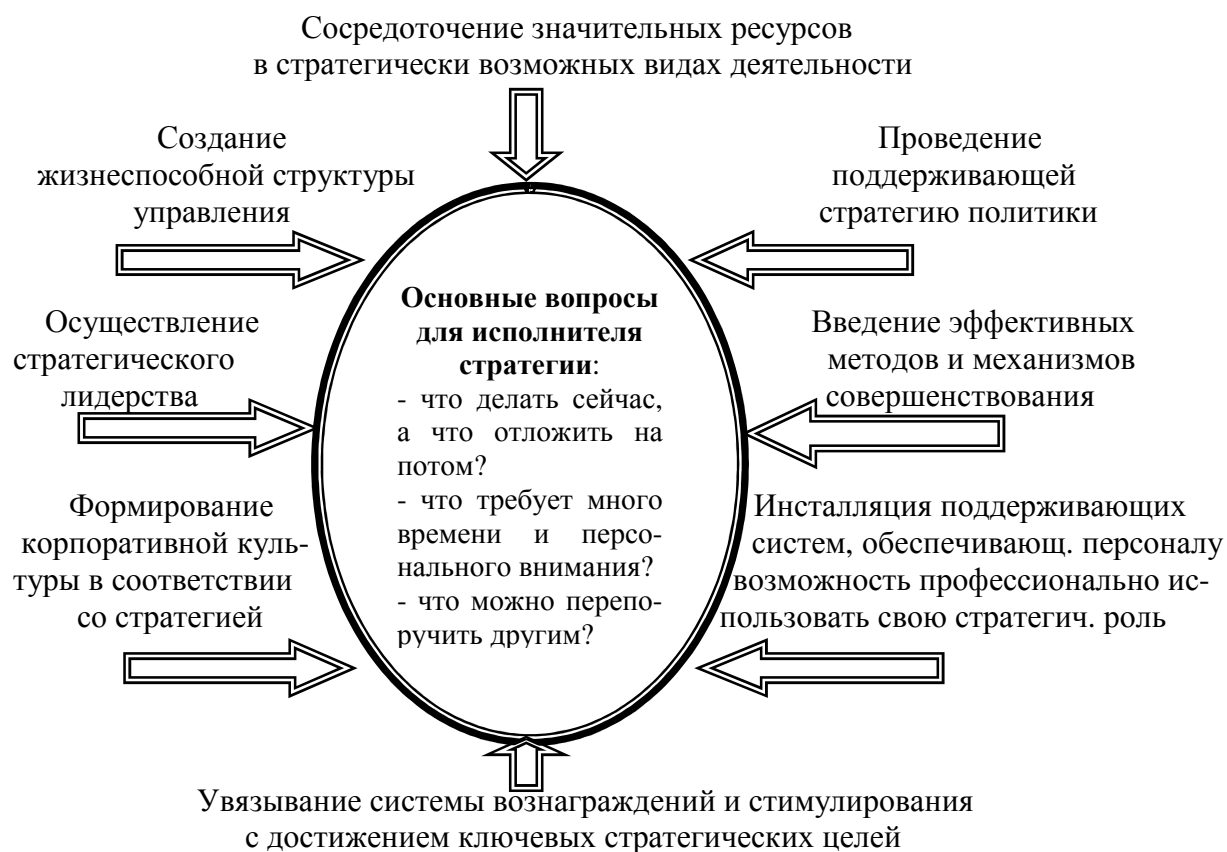 Сосредоточение значительных ресурсов
в стратегически возможных видах деятельности
Создание
жизнеспособной структуры
управления
Проведение
поддерживающей
стратегию политики
Осуществление
стратегического
лидерства
Основные вопросы
для исполнителя
стратегии:
- что делать сейчас,
а что отложить на
потом?
- что требует много
времени и персо-
нального внимания?
- что можно перепо-
ручить другим?
Введение эффективных
методов и механизмов
совершенствования
Формирование
корпоративной куль-
туры в соответствии
со стратегией
Инсталляция поддерживающих
систем, обеспечивающ. персоналу
возможность профессионально ис-
пользовать свою стратегич. роль
Увязывание системы вознаграждений и стимулирования
с достижением ключевых стратегических целей